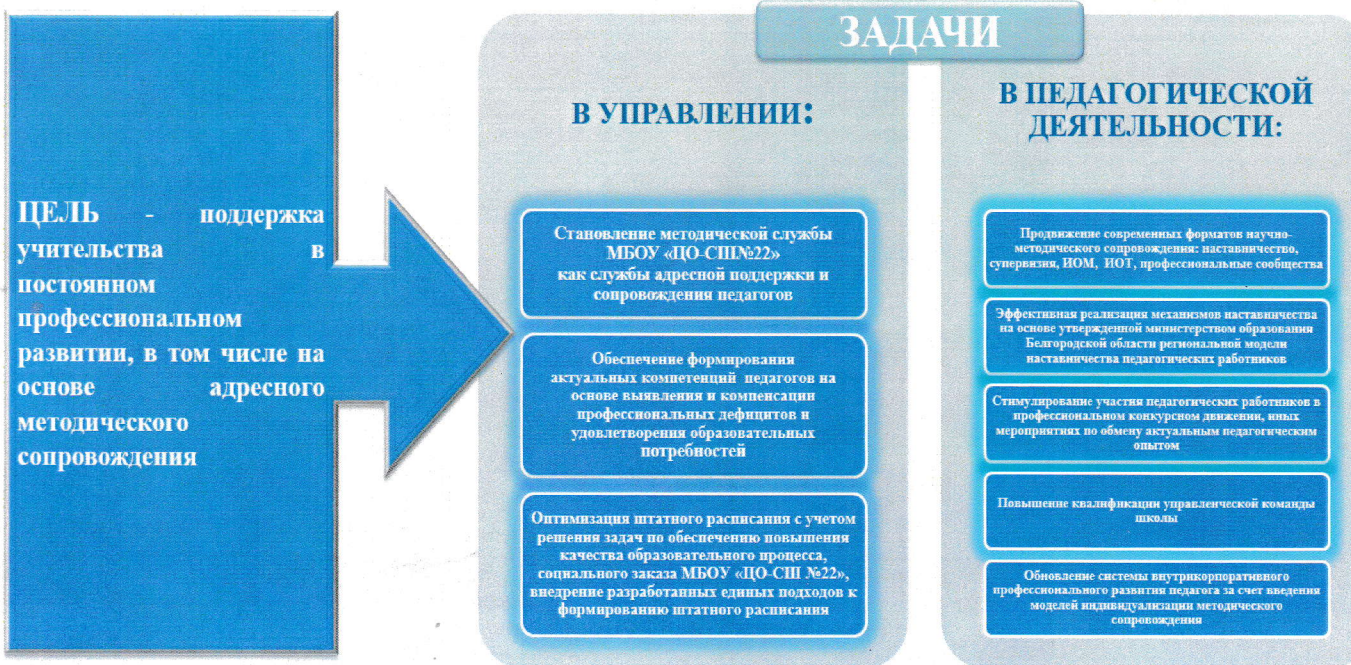 ЗАДАЧИ
ЦЕЛЬ - поддержка
учительства в
постоянном
профессиональном
развитии, в том числе на
основе адресного
методического
сопровождения
В УПРАВЛЕНИИ:
Становление методической службы
МБОУ «ЦО-СШ№22»
как службы адресной поддержки и
сопровождения педагогов
Обеспечение формирования
актуальных компетенций педагогов на
основе выявления и компенсации
профессиональных дефицитов и
удовлетворения образовательных
потребностей
Оптимизация штатного расписания с учетом
решения задач по обеспечению повышения
качества образовательного процесса,
социального заказа МБОУ «ЦО-СШ №22»,
внедрение разработанных единых подходов к
формированию штатного расписания
В ПЕДАГОГИЧЕСКОЙ
ДЕЯТЕЛЬНОСТИ:
Продвижение современных форматов научно-
методического сопровождения: наставничество,
супервизия, ИОМ, ИОТ, профессиональные сообщества
Эффективная реализация механизмов наставничества
на основе утвержденной министерством образования
Белгородской области региональной модели
наставничества педагогических работников
Стимулирование участия педагогических работников в
профессиональном конкурсном движении, иных
мероприятиях по обмену актуальным педагогическим
опытом
Повышение квалификации управленческой команды
школы
Обновление системы внутрикорпоративного
профессионального развития педагога за счет введения
моделей индивидуализации методического
сопровождения